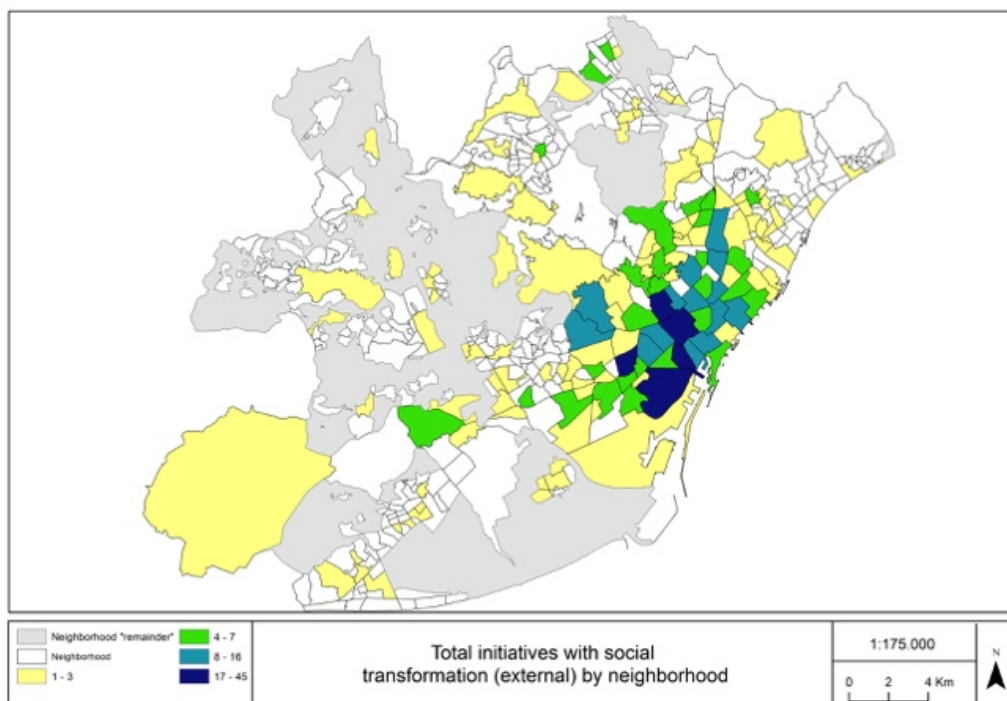 Neighborhood "remainder"
Neighborhood
1 - 3
4 - 7
8 - 16
17 - 45
Total initiatives with social
transformation (external) by neighborhood
1:175.000
0 2 4 Km
N